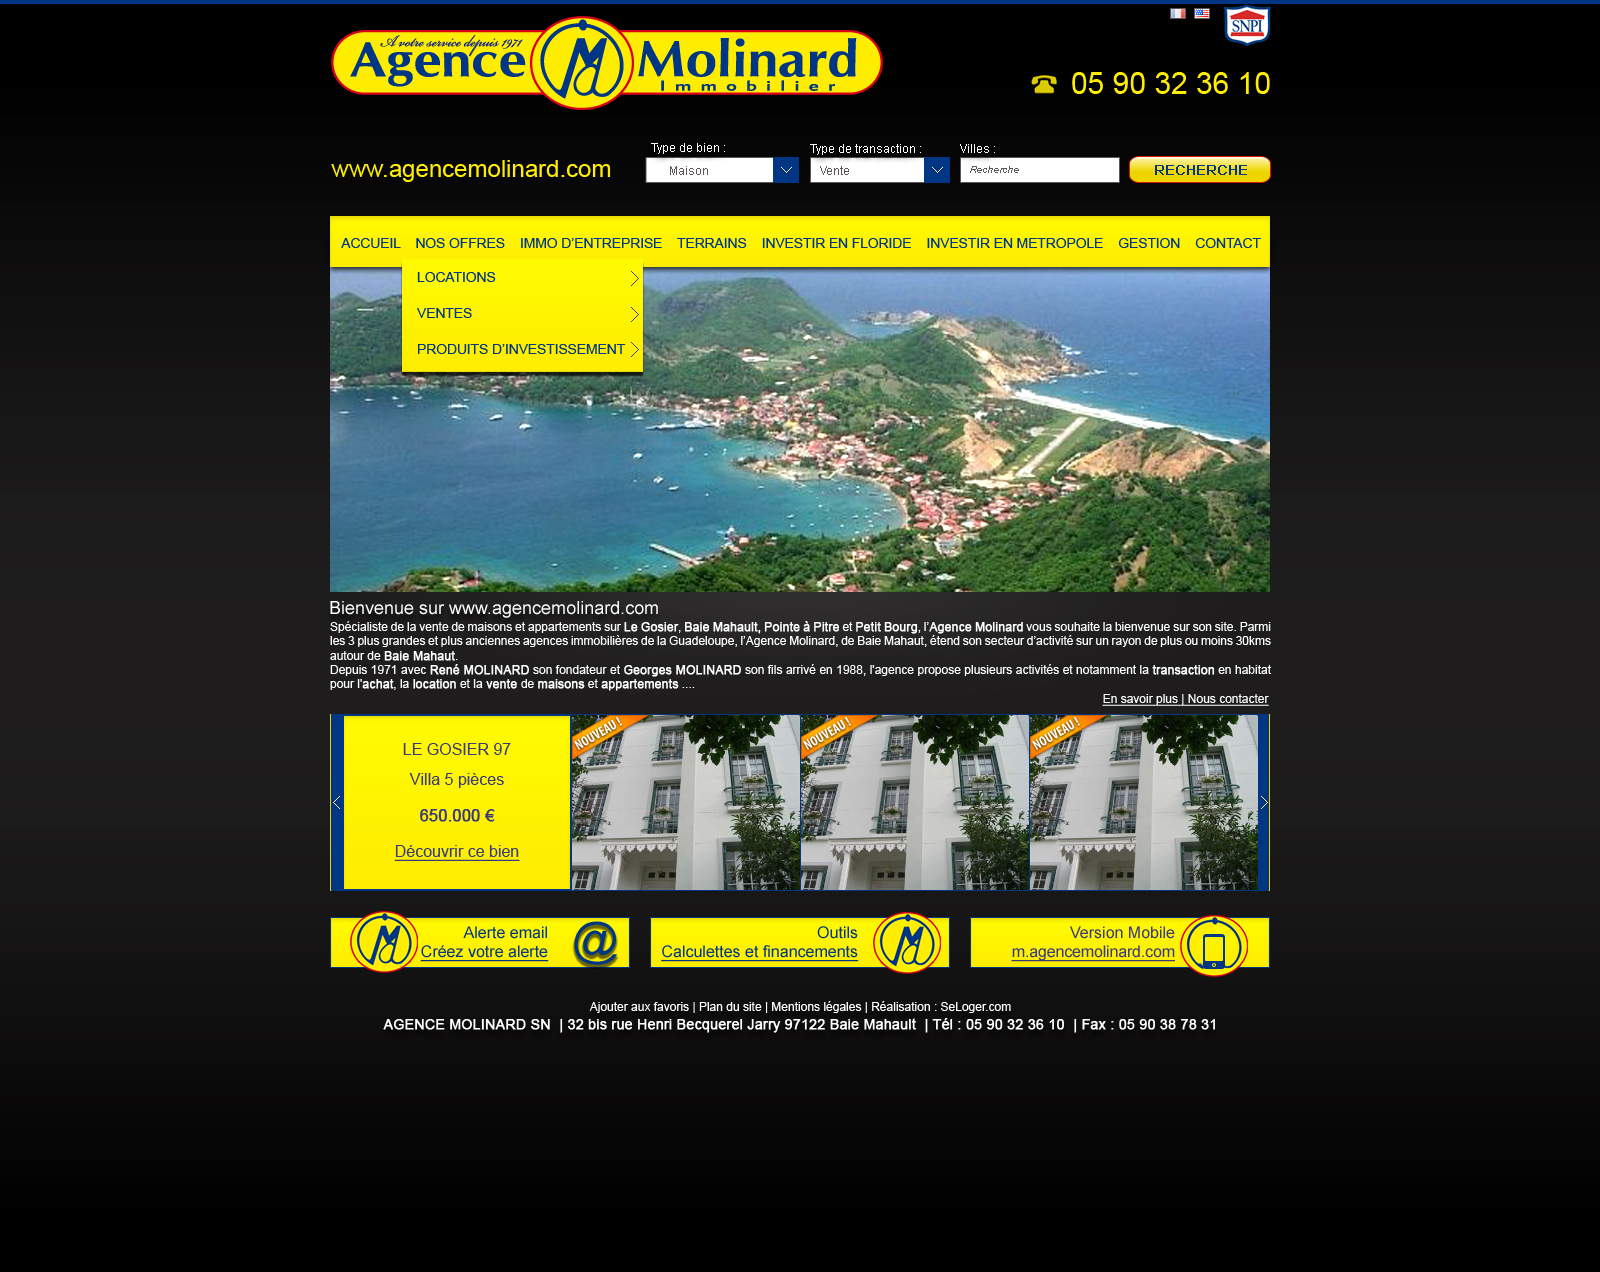 A votre service depuis 1971
Agence Molinard
Immobilier
SNPI
05 90 32 36 10
www.agencemolinard.com
Type de bien :
Maison
Type de transaction :
Vente
Villes :
Recherche
RECHERCHE
ACCUEIL NOS OFFRES IMMO D'ENTREPRISE TERRAINS INVESTIR EN FLORIDE INVESTIR EN METROPOLE GESTION CONTACT
LOCATIONS
VENTES
PRODUITS D'INVESTISSEMENT
Bienvenue sur www.agencemolinard.com
Spécialiste de la vente de maisons et appartements sur Le Gosier, Baie Mahault, Pointe à Pitre et Petit Bourg, l'Agence Molinard vous souhaite la bienvenue sur son site. Parmi
les 3 plus grandes et plus anciennes agences immobilières de la Guadeloupe, l'Agence Molinard, de Baie Mahaut, étend son secteur d'activité sur un rayon de plus ou moins 30kms
autour de Baie Mahaut.
Depuis 1971 avec René MOLINARD son fondateur et Georges MOLINARD son fils arrivé en 1988, l'agence propose plusieurs activités et notamment la transaction en habitat
pour l'achat, la location et la vente de maisons et appartements ....
En savoir plus | Nous contacter
LE GOSIER 97
Villa 5 pièces
650.000 €
Découvrir ce bien
NOUVEAU !
NOUVEAU !
NOUVEAU !
Alerte email
Créez votre alerte
@
Outils
Calculettes et financements
Version Mobile
m.agencemolinard.com
Ajouter aux favoris | Plan du site | Mentions légales | Réalisation : SeLoger.com
AGENCE MOLINARD SN | 32 bis rue Henri Becquerel Jarry 97122 Baie Mahault | Tél : 05 90 32 36 10 | Fax : 05 90 38 78 31